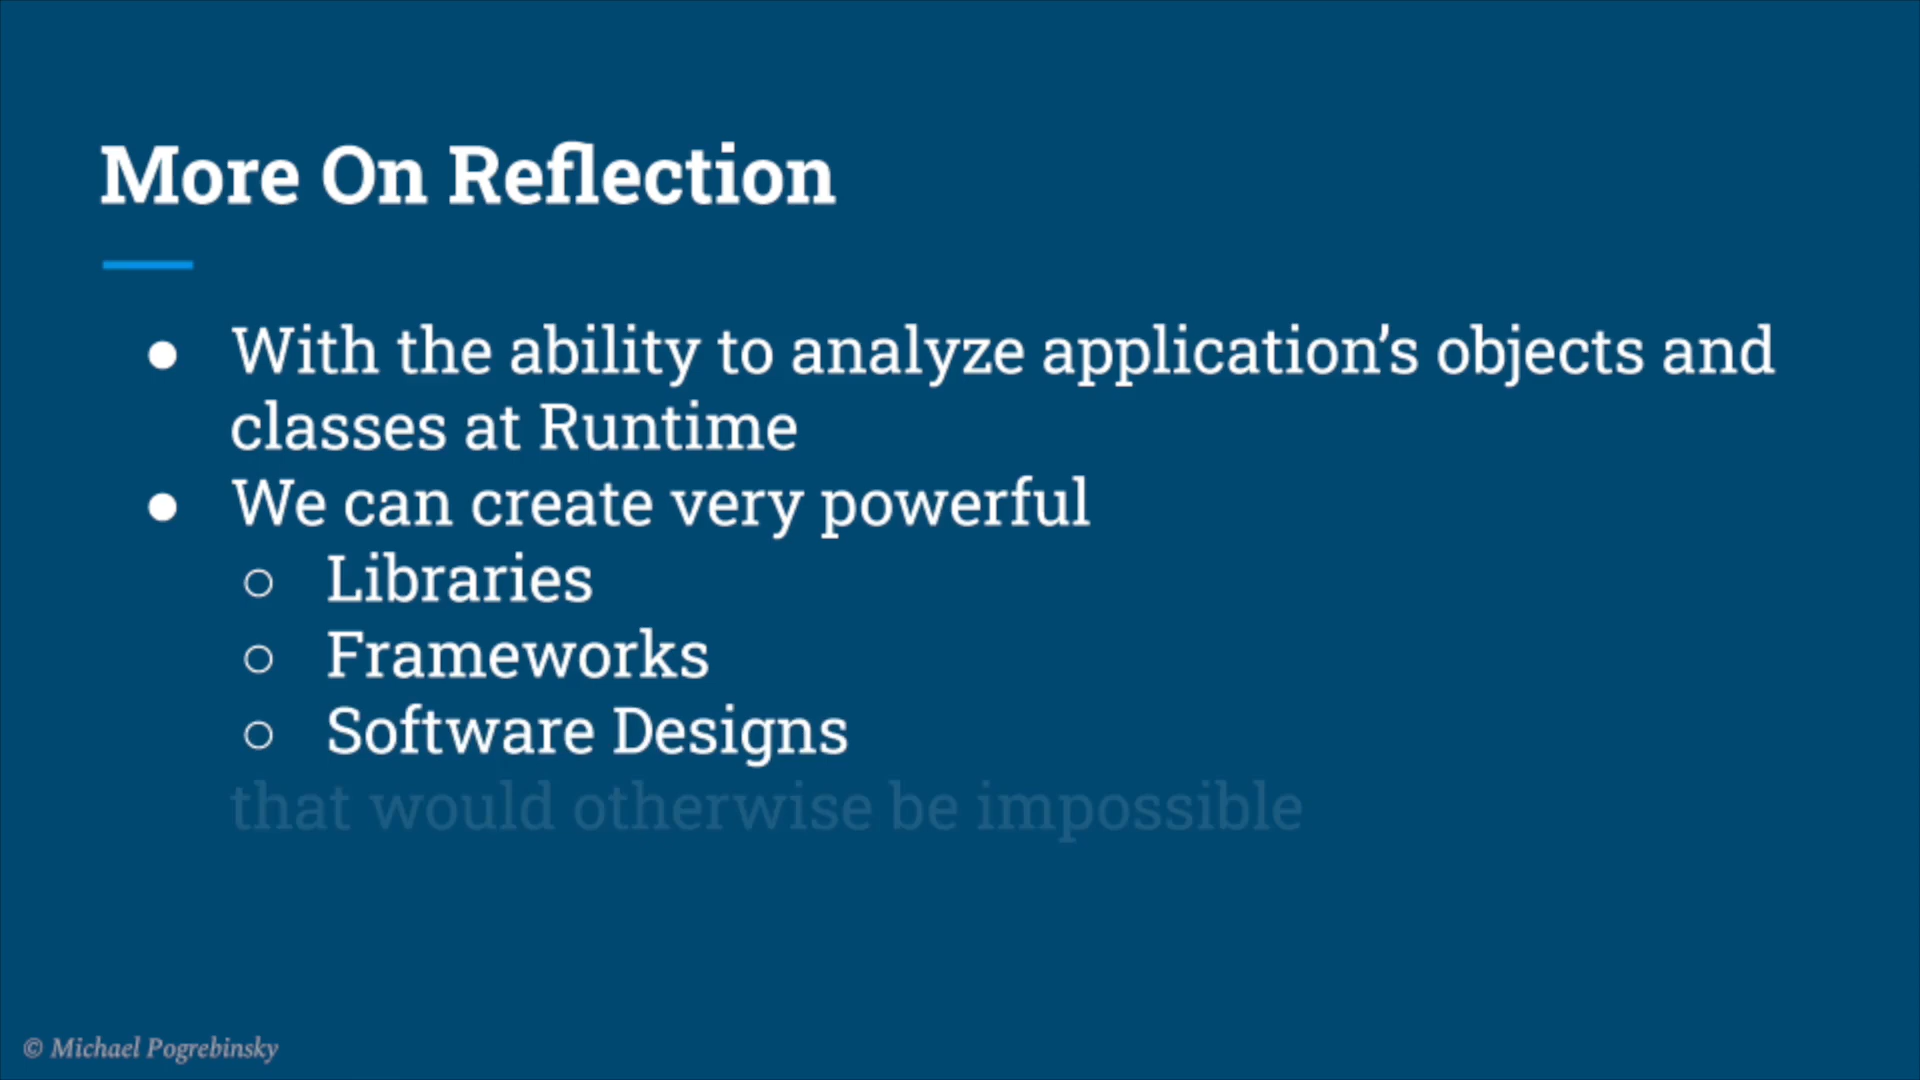 More On Reflection
● With the ability to analyze application’s objects and
classes at Runtime
● We can create very powerful
○ Libraries
○ Frameworks
○ Software Designs
that would otherwise be impossible
© Michael Pogrebinsky